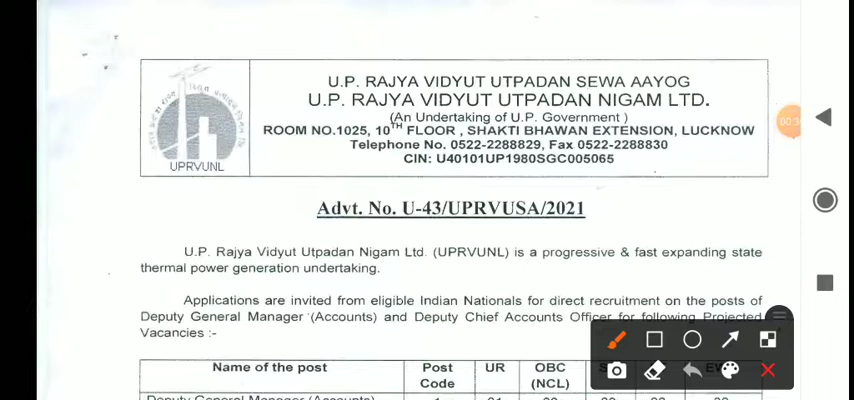 U.P. RAJYA VIDYUT UTPADAN SEWA AAYOG
U.P. RAJYA VIDYUT UTPADAN NIGAM LTD.
(An Undertaking of U.P. Government )
ROOM NO.1025, 10TH FLOOR , SHAKTI BHAWAN EXTENSION, LUCKNOW
Telephone No. 0522-2288829, Fax 0522-2288830
CIN: U40101UP1980SGC005065
UPRVUNL
Advt. No. U-43/UPRVUSA/2021
U.P. Rajya Vidyut Utpadan Nigam Ltd. (UPRVUNL) is a progressive & fast expanding state
thermal power generation undertaking.
Applications are invited from eligible Indian Nationals for direct recruitment on the posts of
Deputy General Manager (Accounts) and Deputy Chief Accounts Officer for following Projected
Vacancies :-
Name of the post Post Code UR OBC (NCL)
Deputy General Manager (Accounts)